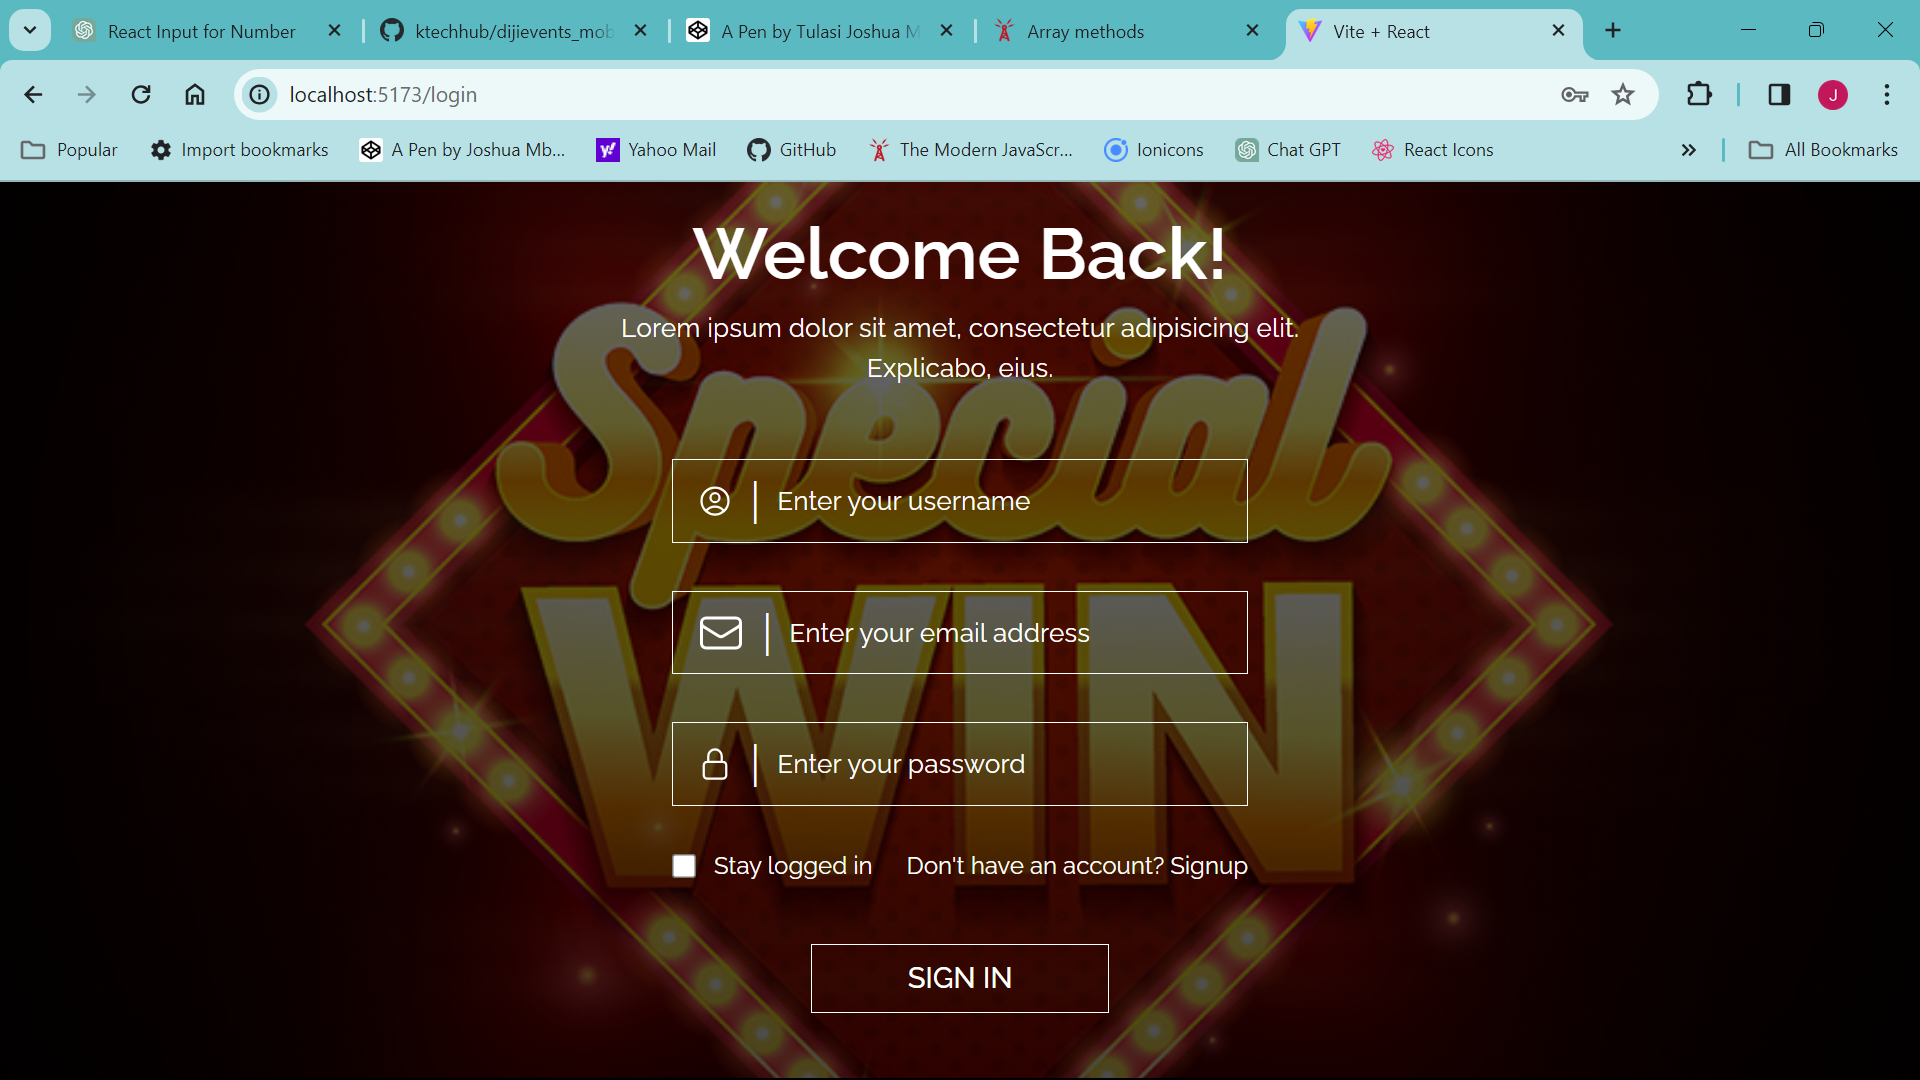 React Input for Number
ktechhub/dijievents_mob
A Pen by Tulasi Joshua M
Array methods
Vite + React
localhost:5173/login
J
Popular
Import bookmarks
A Pen by Joshua Mb...
y!
Yahoo Mail
GitHub
The Modern JavaScr...
Ionicons
Chat GPT
React Icons
All Bookmarks
Welcome Back!
Lorem ipsum dolor sit amet, consectetur adipisicing elit.
Explicabo, eius.
Special
WIN
Enter your username
Enter your email address
Enter your password
Stay logged in
Don't have an account? Signup
SIGN IN